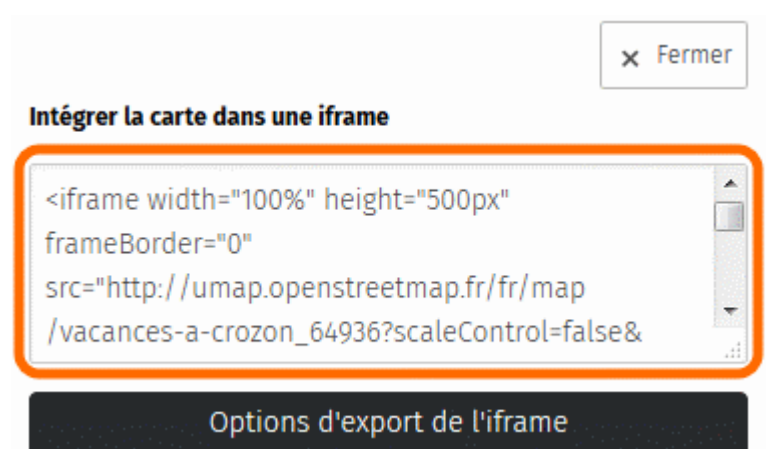 × Fermer
Intégrer la carte dans une iframe
<iframe width="100%" height="500px"
frameBorder="0"
src="http://umap.openstreetmap.fr/fr/map
/vacances-a-crozon_64936?scaleControl=false&
Options d'export de l'iframe